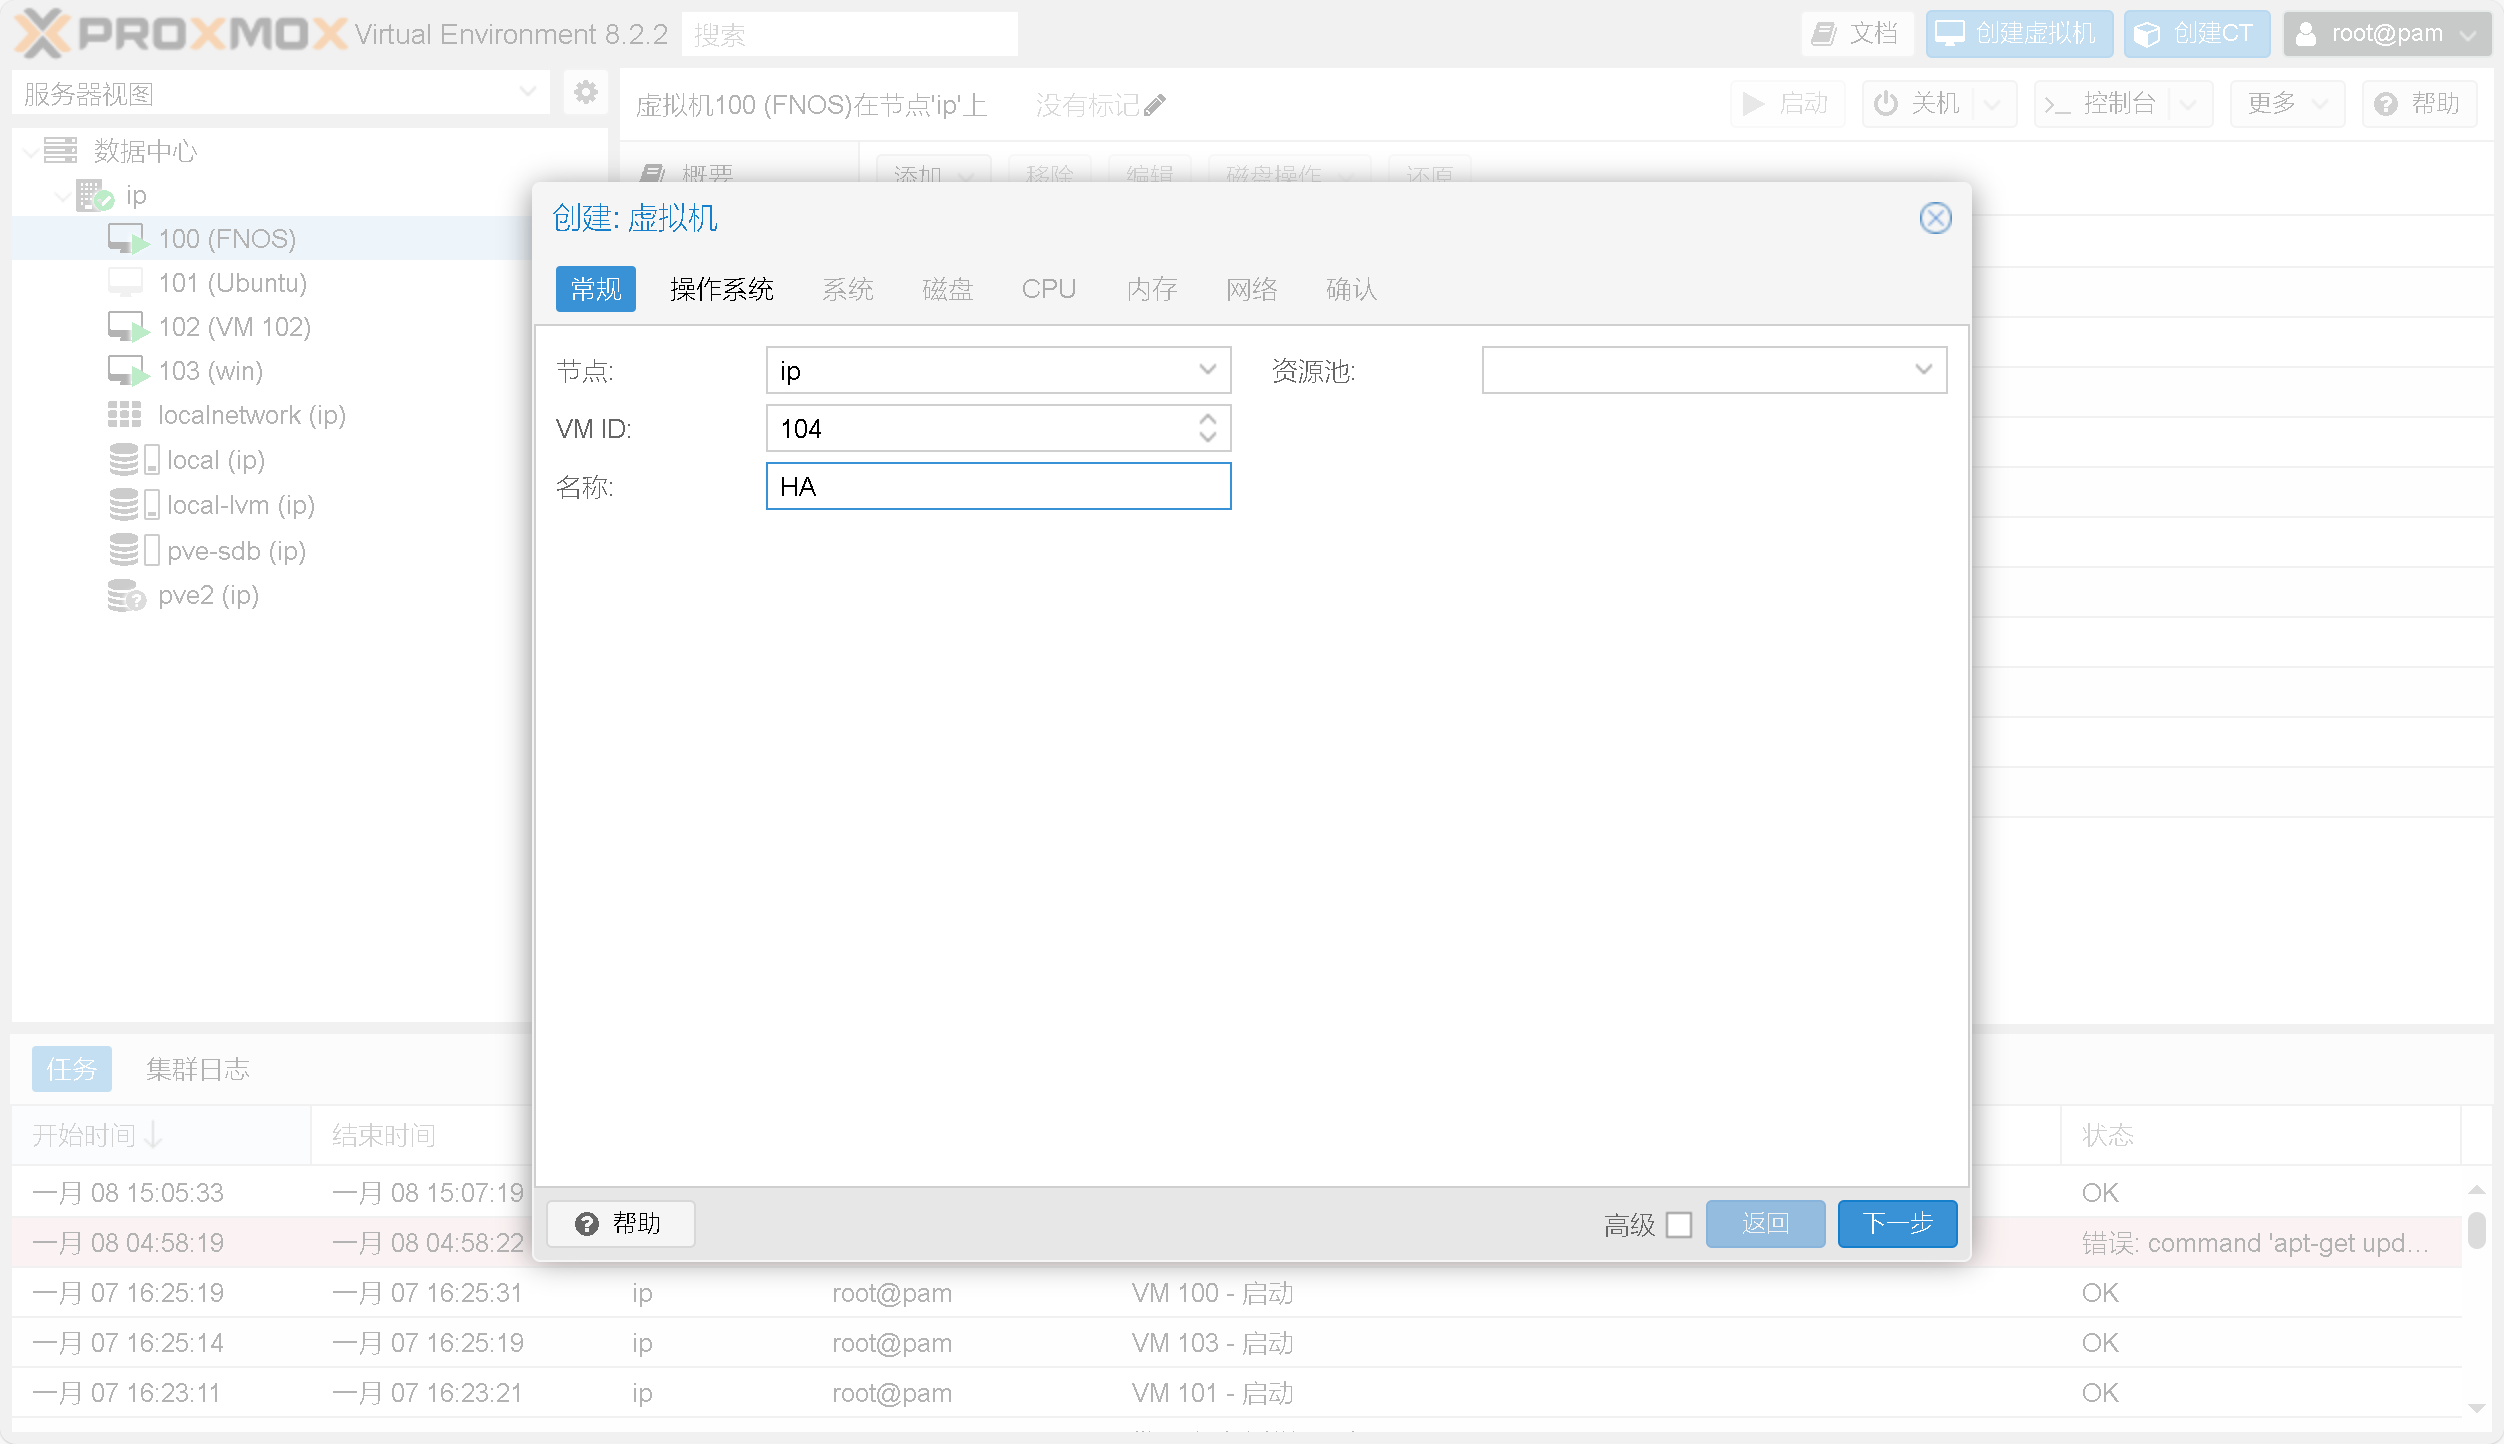 PROXMOX Virtual Environment 8.2.2 搜索 文档 创建虚拟机 创建CT root@pam
服务器视图
虚拟机100 (FNOS)在节点'ip'上 没有标记 启动 关机 控制台 更多 帮助
数据中心
概要 添加 移除 编辑 磁盘操作 还原
ip
100 (FNOS)
101 (Ubuntu)
102 (VM 102)
103 (win)
localnetwork (ip)
local (ip)
local-lvm (ip)
pve-sdb (ip)
pve2 (ip)
创建: 虚拟机
常规 操作系统 系统 磁盘 CPU 内存 网络 确认
节点: ip 资源池:
VM ID: 104
名称: HA
帮助 高级 返回 下一步
任务 集群日志
开始时间 结束时间 状态
一月 08 15:05:33 一月 08 15:07:19 OK
一月 08 04:58:19 一月 08 04:58:22 错误: command 'apt-get upd...
一月 07 16:25:19 一月 07 16:25:31 ip root@pam VM 100 - 启动 OK
一月 07 16:25:14 一月 07 16:25:19 ip root@pam VM 103 - 启动 OK
一月 07 16:23:11 一月 07 16:23:21 ip root@pam VM 101 - 启动 OK